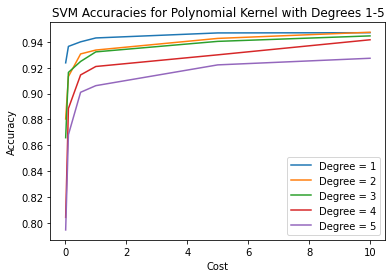 SVM Accuracies for Polynomial Kernel with Degrees 1-5
Accuracy
0.94
0.92
0.90
0.88
0.86
0.84
0.82
0.80
Degree = 1
Degree = 2
Degree = 3
Degree = 4
Degree = 5
0 2 4 6 8 10
Cost